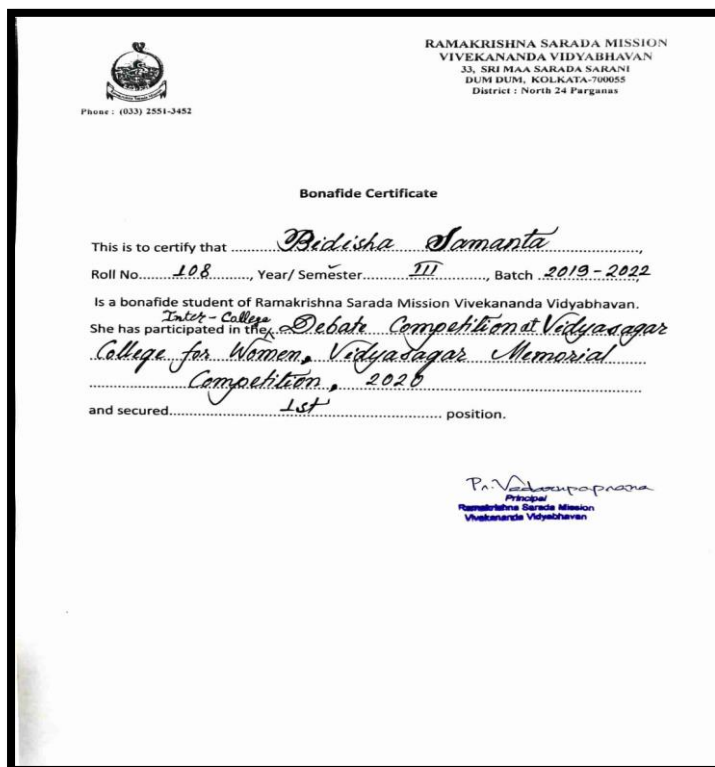 RAMAKRISHNA SARADA MISSION
VIVEKANANDA VIDYABHAVAN
33, SRI MAA SARADA SARANI
DUM DUM, KOLKATA-700055
District : North 24 Parganas
Phone : (033) 2551-3452
Bonafide Certificate
This is to certify that Bidisha Samanta,
Roll No. 108, Year/ Semester III, Batch 2019-2022
Is a bonafide student of Ramakrishna Sarada Mission Vivekananda Vidyabhavan.
Inter-College
She has participated in the Debate Competition at Vidyasagar
College for Women, Vidyasagar Memorial
Competition, 2020
and secured 1st position.
Principal
Ramakrishna Sarada Mission
Vivekananda Vidyabhavan